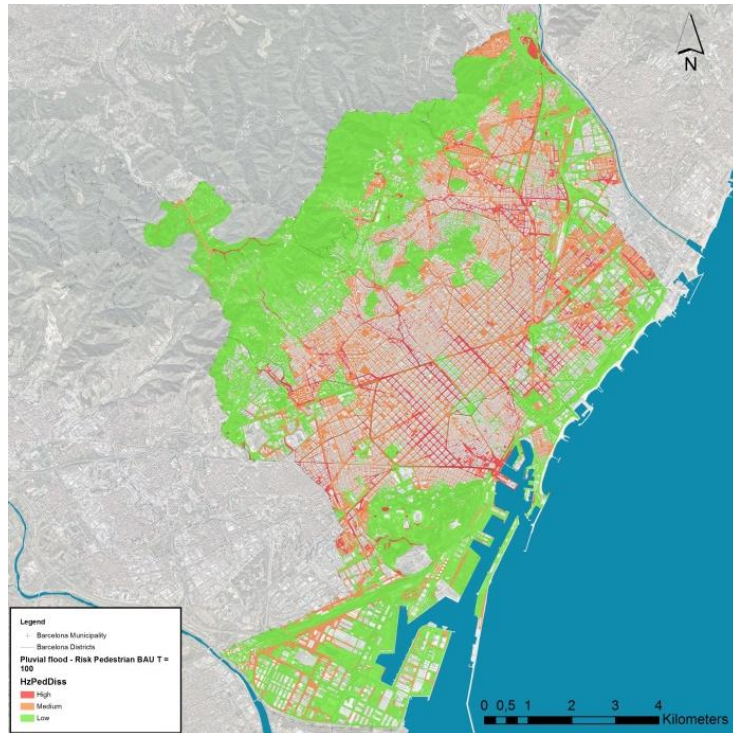 N
Legend
Barcelona Municipality
Barcelona Districts
Pluvial flood - Risk Pedestrian BAU T =
100
HzPedDiss
High
Medium
Low
0 0,5 1 2 3 4
Kilometers